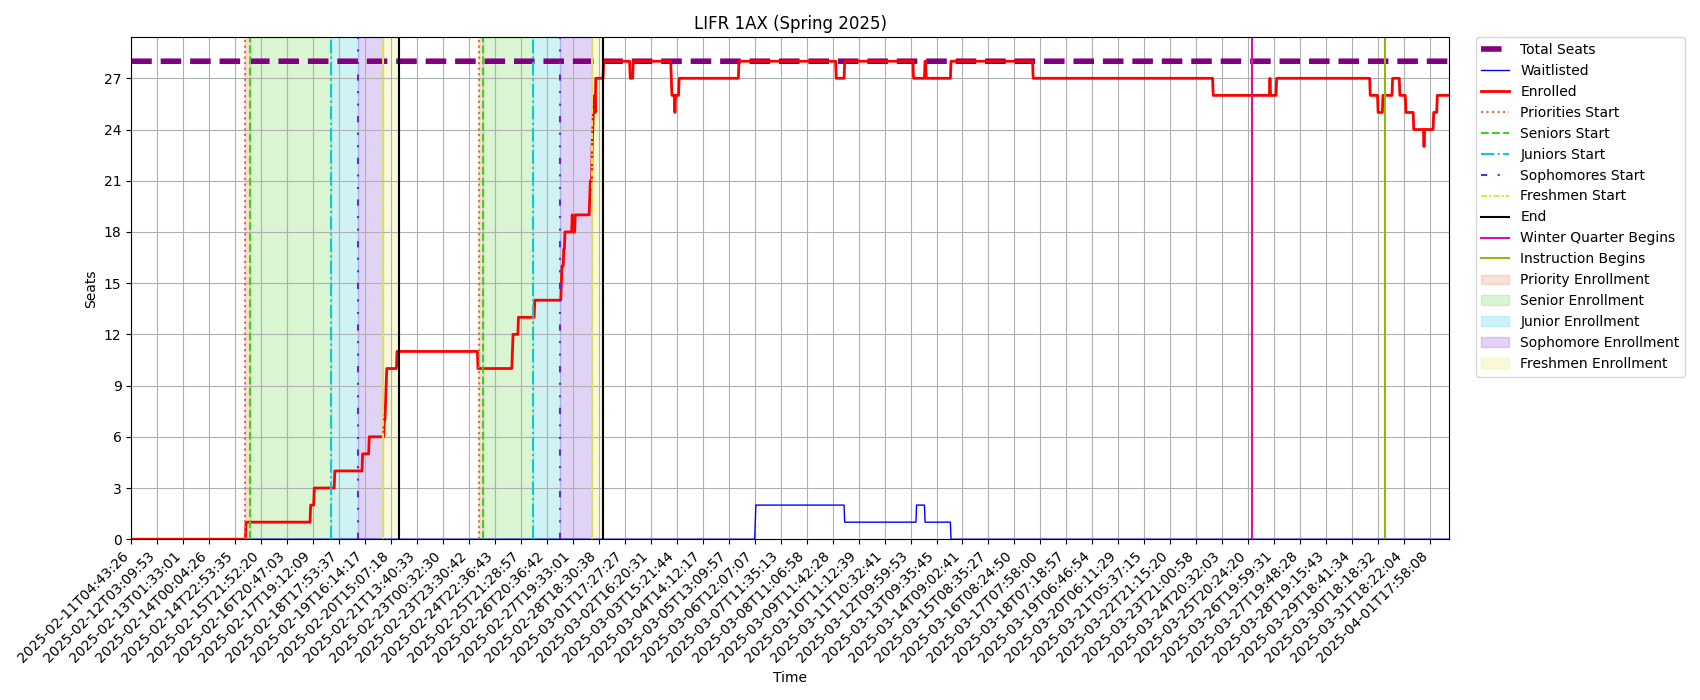 LIFR 1AX (Spring 2025)
Total Seats
Waitlisted
Enrolled
Priorities Start
Seniors Start
Juniors Start
Sophomores Start
Freshmen Start
End
Winter Quarter Begins
Instruction Begins
Priority Enrollment
Senior Enrollment
Junior Enrollment
Sophomore Enrollment
Freshmen Enrollment
Seats
27
24
21
18
15
12
9
6
3
0
2025-02-11T04:43:26
2025-02-12T03:09:53
2025-02-13T01:33:01
2025-02-14T00:04:26
2025-02-14T22:53:35
2025-02-15T21:52:20
2025-02-16T20:47:03
2025-02-17T19:12:09
2025-02-18T17:53:37
2025-02-19T16:14:17
2025-02-20T15:07:18
2025-02-21T13:40:33
2025-02-23T00:32:30
2025-02-24T22:36:43
2025-02-25T21:28:57
2025-02-26T20:36:42
2025-02-27T19:33:01
2025-02-28T18:30:38
2025-03-01T17:27:27
2025-03-02T16:20:31
2025-03-03T15:21:44
2025-03-04T14:12:17
2025-03-05T13:09:57
2025-03-06T12:07:07
2025-03-07T11:35:13
2025-03-08T11:06:58
2025-03-09T11:42:28
2025-03-10T11:12:39
2025-03-11T10:32:41
2025-03-12T09:59:53
2025-03-13T09:35:45
2025-03-14T09:02:41
2025-03-15T08:35:27
2025-03-16T08:24:50
2025-03-17T07:58:00
2025-03-18T07:18:57
2025-03-19T06:46:54
2025-03-20T06:11:29
2025-03-21T05:37:15
2025-03-22T21:15:20
2025-03-23T21:00:58
2025-03-24T20:32:03
2025-03-25T20:24:20
2025-03-26T19:59:31
2025-03-27T19:48:28
2025-03-28T19:15:43
2025-03-29T18:41:34
2025-03-30T18:18:32
2025-03-31T18:22:04
2025-04-01T17:58:08
Time